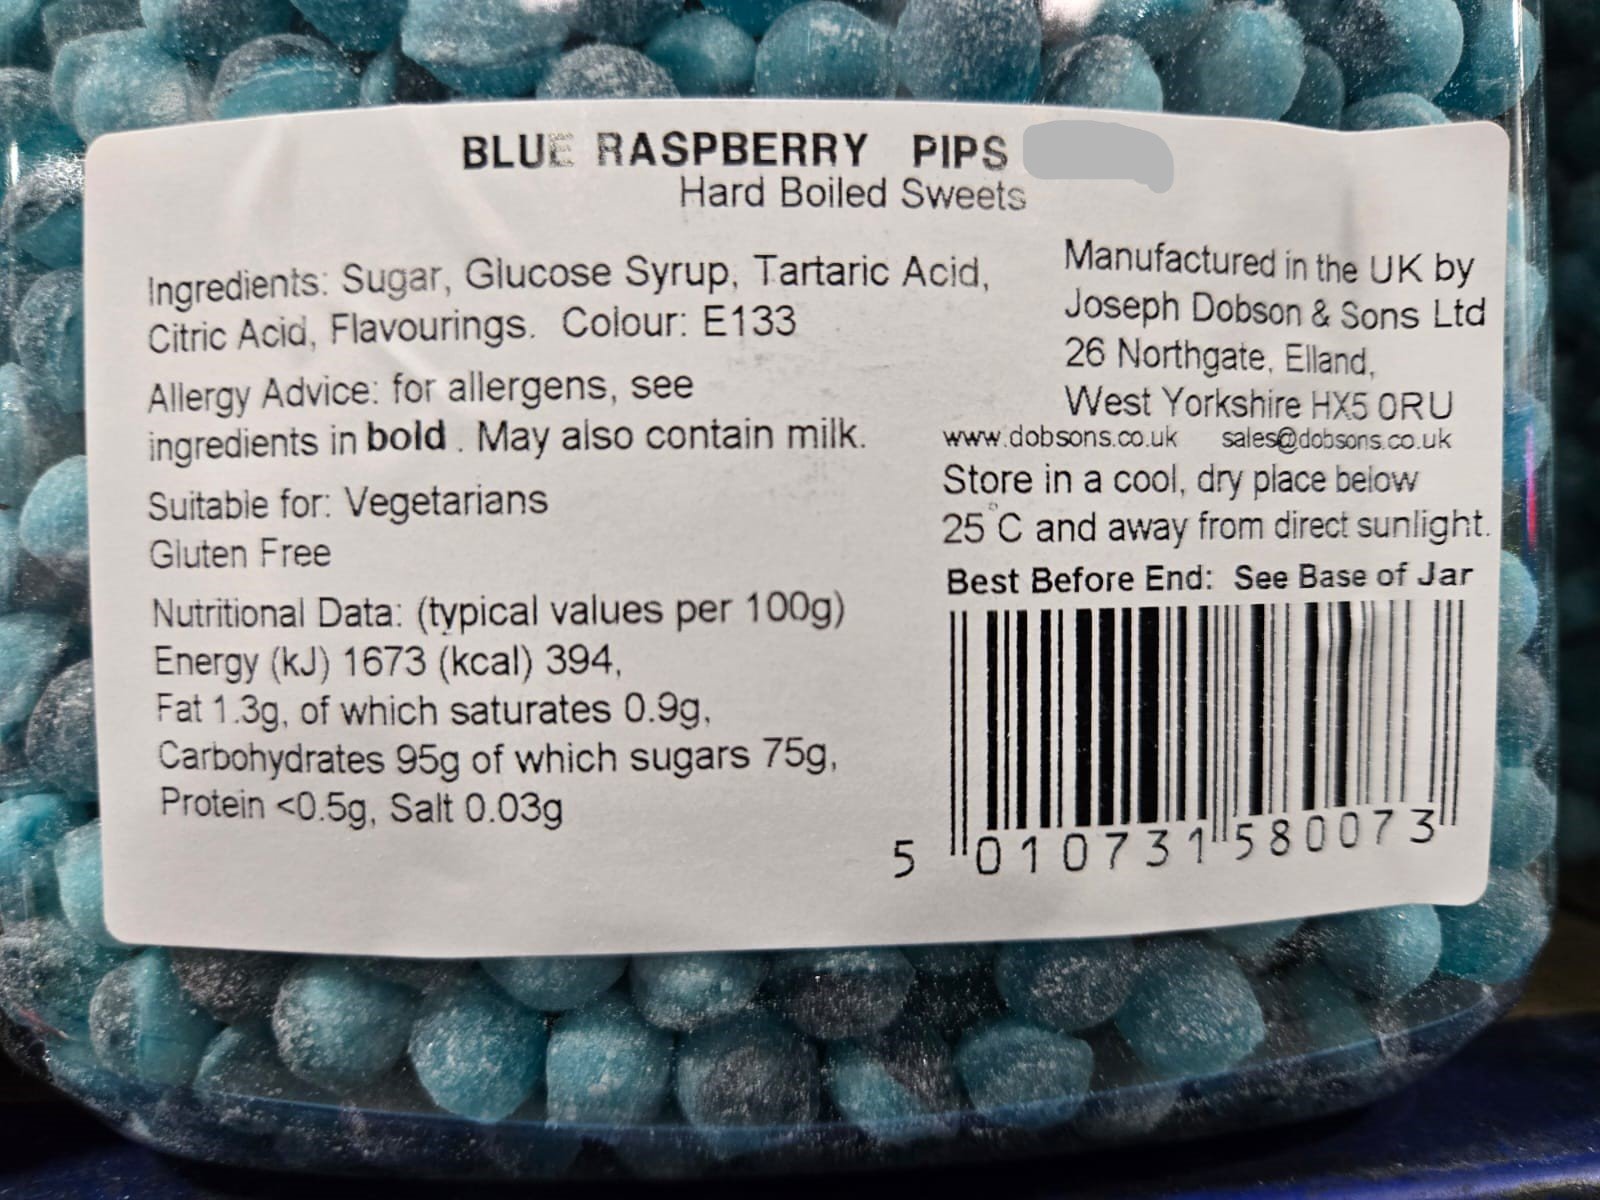 BLUE RASPBERRY PIPS
Hard Boiled Sweets
Ingredients: Sugar, Glucose Syrup, Tartaric Acid,
Citric Acid, Flavourings. Colour: E133
Allergy Advice: for allergens, see
ingredients in bold . May also contain milk.
Suitable for: Vegetarians
Gluten Free
Nutritional Data: (typical values per 100g)
Energy (kJ) 1673 (kcal) 394,
Fat 1.3g, of which saturates 0.9g,
Carbohydrates 95g of which sugars 75g,
Protein <0.5g, Salt 0.03g
Manufactured in the UK by
Joseph Dobson & Sons Ltd
26 Northgate, Elland,
West Yorkshire HX5 0RU
www.dobsons.co.uk sales@dobsons.co.uk
Store in a cool, dry place below
25°C and away from direct sunlight.
Best Before End: See Base of Jar
5 010731 580073